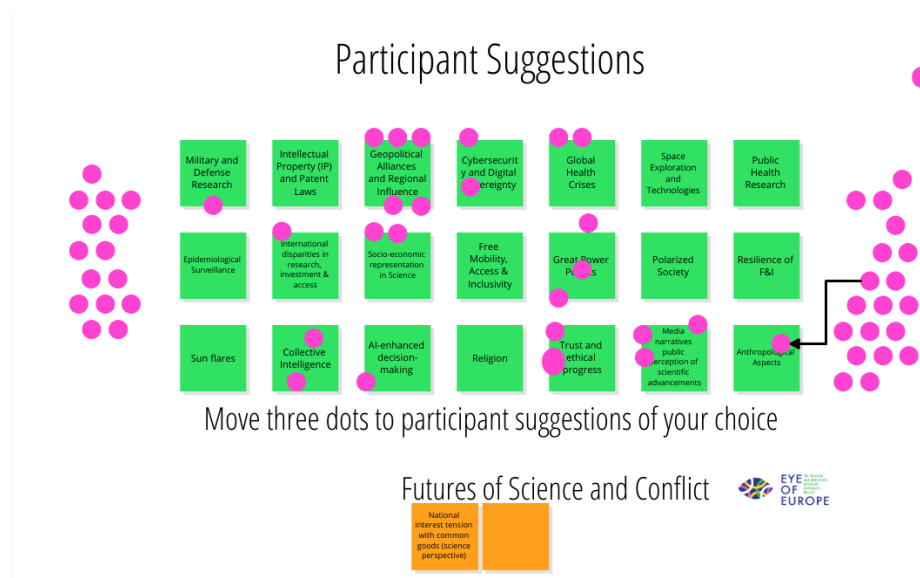 Participant Suggestions
Military and
Defense
Research
Intellectual
Property (IP)
and Patent
Laws
Geopolitical
Alliances
and Regional
Influence
Cybersecurit
y and Digital
Sovereignty
Global
Health
Crises
Space
Exploration
and
Technologies
Public
Health
Research
Epidemiological
Surveillance
International
disparities in
research,
investment &
access
Socio-economic
representation
in Science
Free
Mobility,
Access &
Inclusivity
Great Power
Polarized
Society
Resilience of
F&I
Sun flares
Collective
Intelligence
AI-enhanced
decision-
making
Religion
Trust and
ethical
progress
Media
narratives
public
perception of
scientific
advancements
Anthropological
Aspects
Move three dots to participant suggestions of your choice
Futures of Science and Conflict
EYE
OF
EUROPE
National
interest tension
with common
goods (science
perspective)